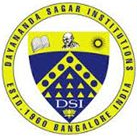 DAYANANDA SAGAR INSTITUTIONS
DSI
ESTD. 1960 BANGALORE INDIA